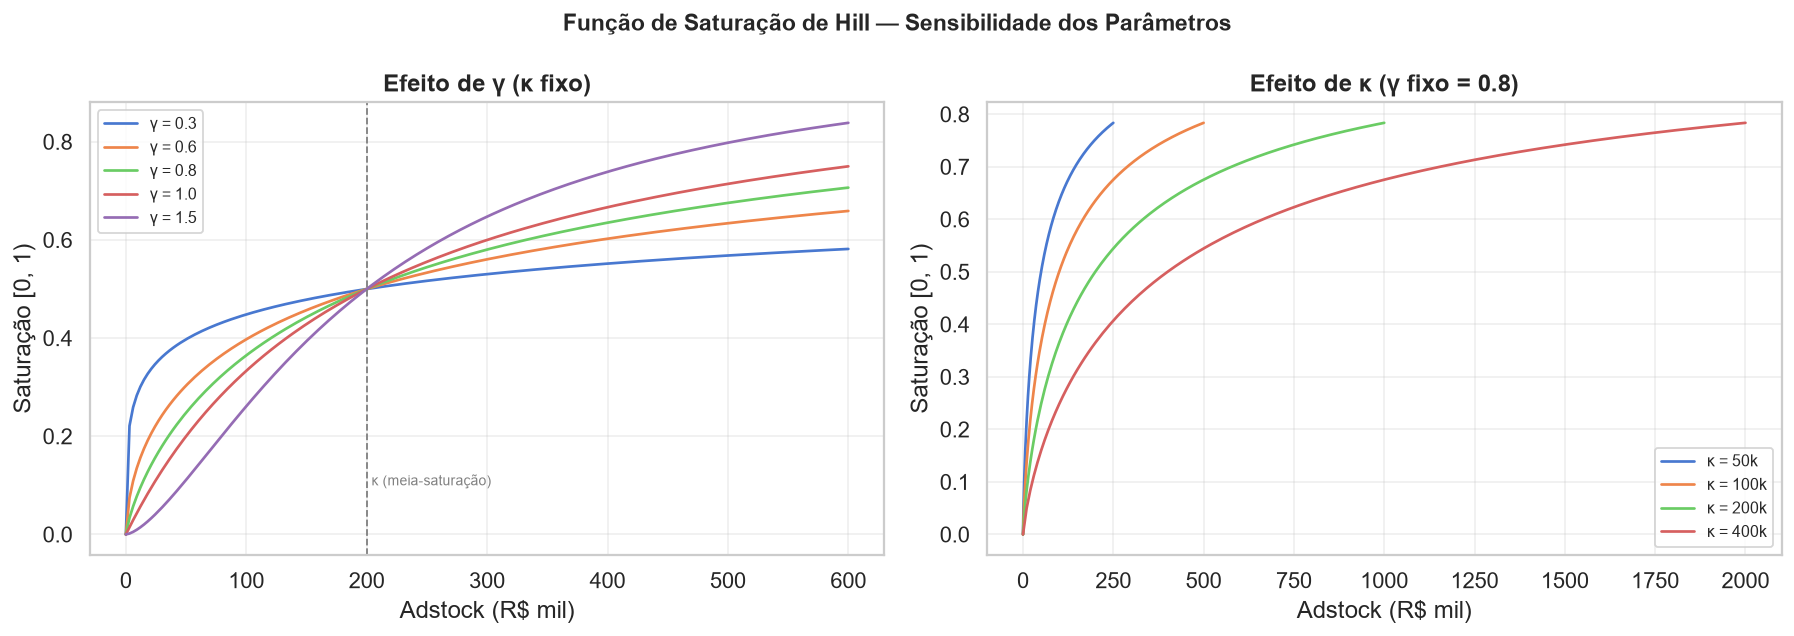 Função de Saturação de Hill — Sensibilidade dos Parâmetros
Efeito de γ (κ fixo)
γ = 0.3
γ = 0.6
γ = 0.8
γ = 1.0
γ = 1.5
κ (meia-saturação)
Saturação [0, 1)
0.8
0.6
0.4
0.2
0.0
0
100
200
300
400
500
600
Adstock (R$ mil)
Efeito de κ (γ fixo = 0.8)
Saturação [0, 1)
0.8
0.7
0.6
0.5
0.4
0.3
0.2
0.1
0.0
κ = 50k
κ = 100k
κ = 200k
κ = 400k
0
250
500
750
1000
1250
1500
1750
2000
Adstock (R$ mil)